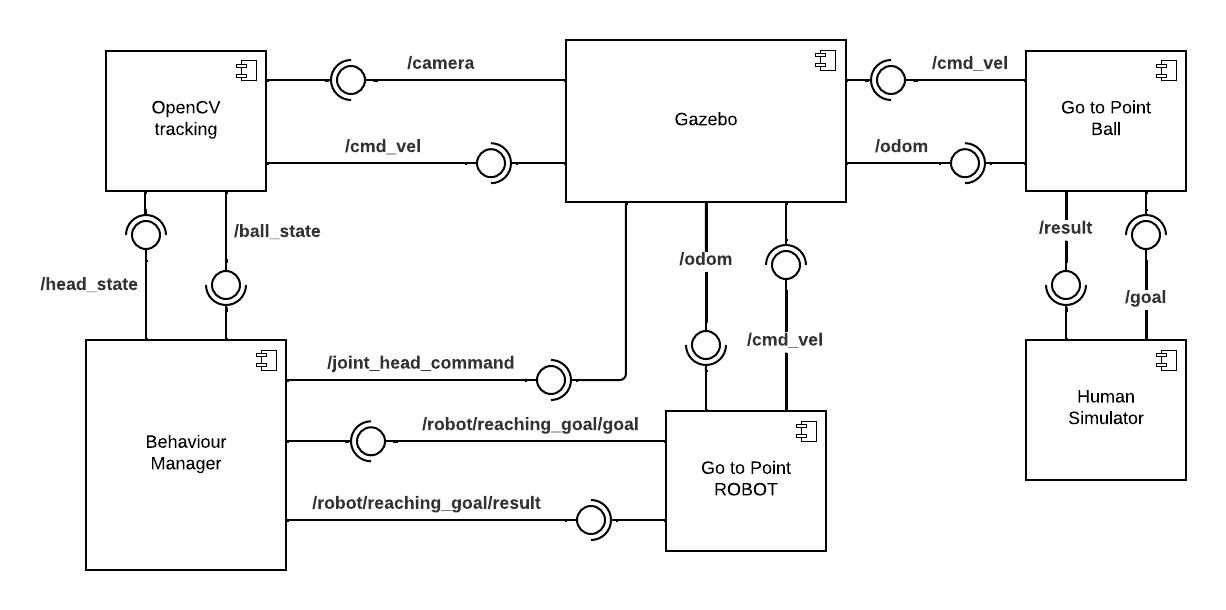 /camera
/cmd_vel
OpenCV
tracking
Gazebo
Go to Point
Ball
/cmd_vel
/odom
/ball_state
/result
/odom
/head_state
/goal
/cmd_vel
/joint_head_command
Human
Simulator
/robot/reaching_goal/goal
Behaviour
Manager
Go to Point
ROBOT
/robot/reaching_goal/result